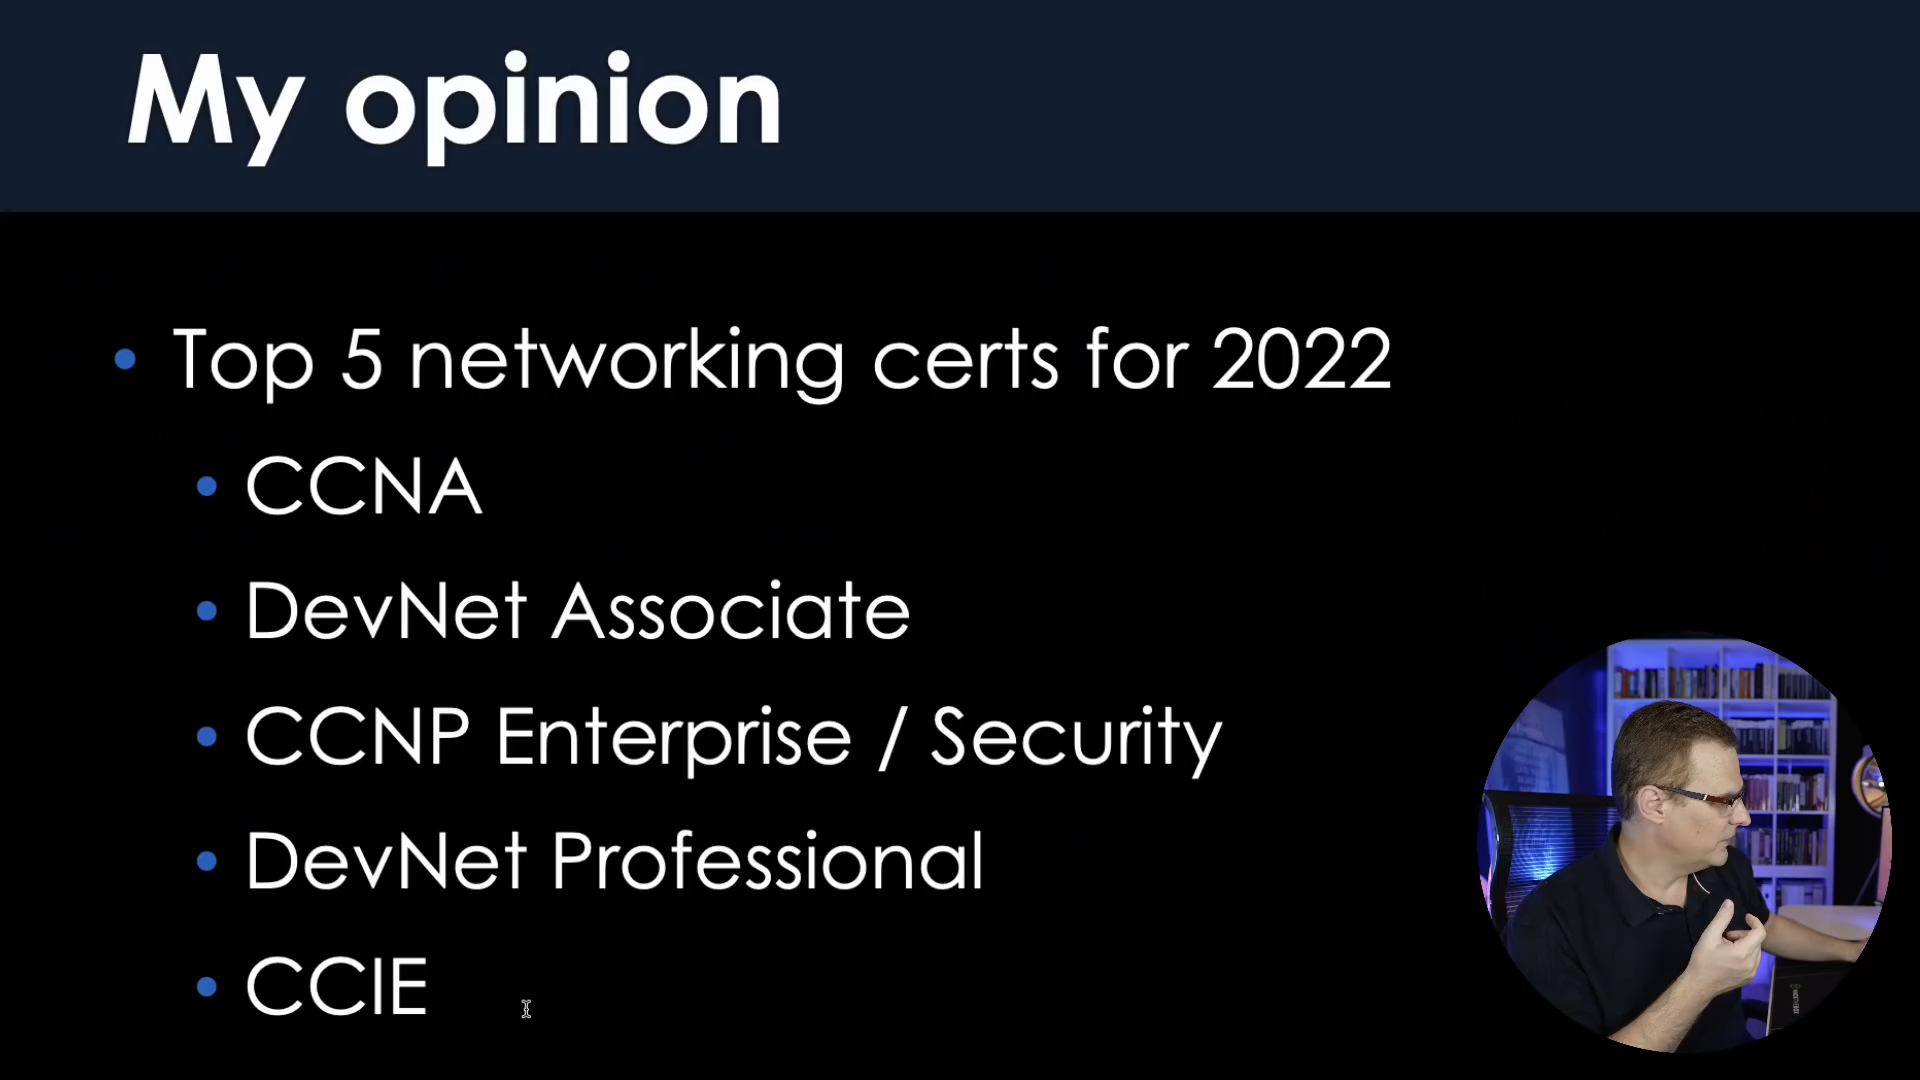 My opinion
Top 5 networking certs for 2022
CCNA
DevNet Associate
CCNP Enterprise / Security
DevNet Professional
CCIE